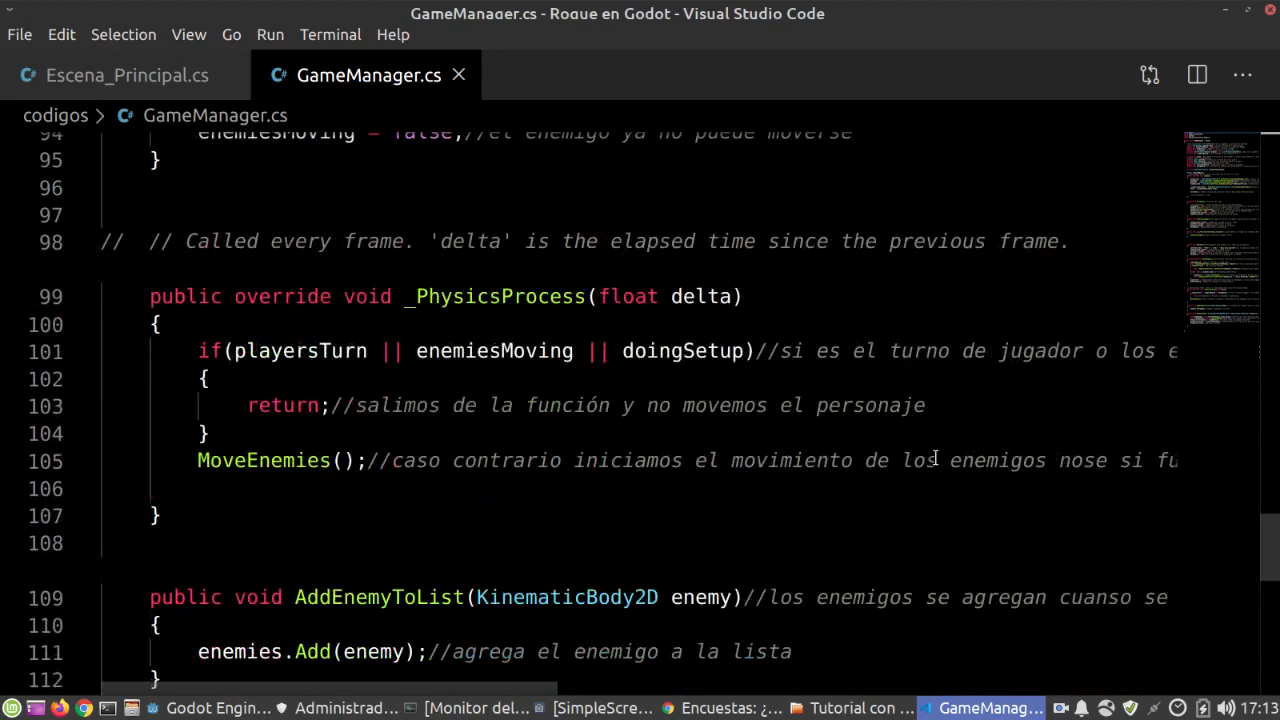 GameManager.cs - Rogue en Godot - Visual Studio Code
File Edit Selection View Go Run Terminal Help
C# Escena_Principal.cs C# GameManager.cs
codigos > C# GameManager.cs
94 enemiesMoving = false;//el enemigo ya no puede moverse
95 }
96
97
98 // // Called every frame. 'delta' is the elapsed time since the previous frame.
99 public override void _PhysicsProcess(float delta)
100 {
101 if(playersTurn || enemiesMoving || doingSetup)//si es el turno de jugador o los e
102 {
103 return;//salimos de la función y no movemos el personaje
104 }
105 MoveEnemies();//caso contrario iniciamos el movimiento de los enemigos nose si fu
106
107 }
108
109 public void AddEnemyToList(KinematicBody2D enemy)//los enemigos se agregan cuanso se
110 {
111 enemies.Add(enemy);//agrega el enemigo a la lista
112 }
Godot Engin... Administrad... [Monitor del... [SimpleScre... Encuestas: ¿... Tutorial con ... GameManag... 17:13